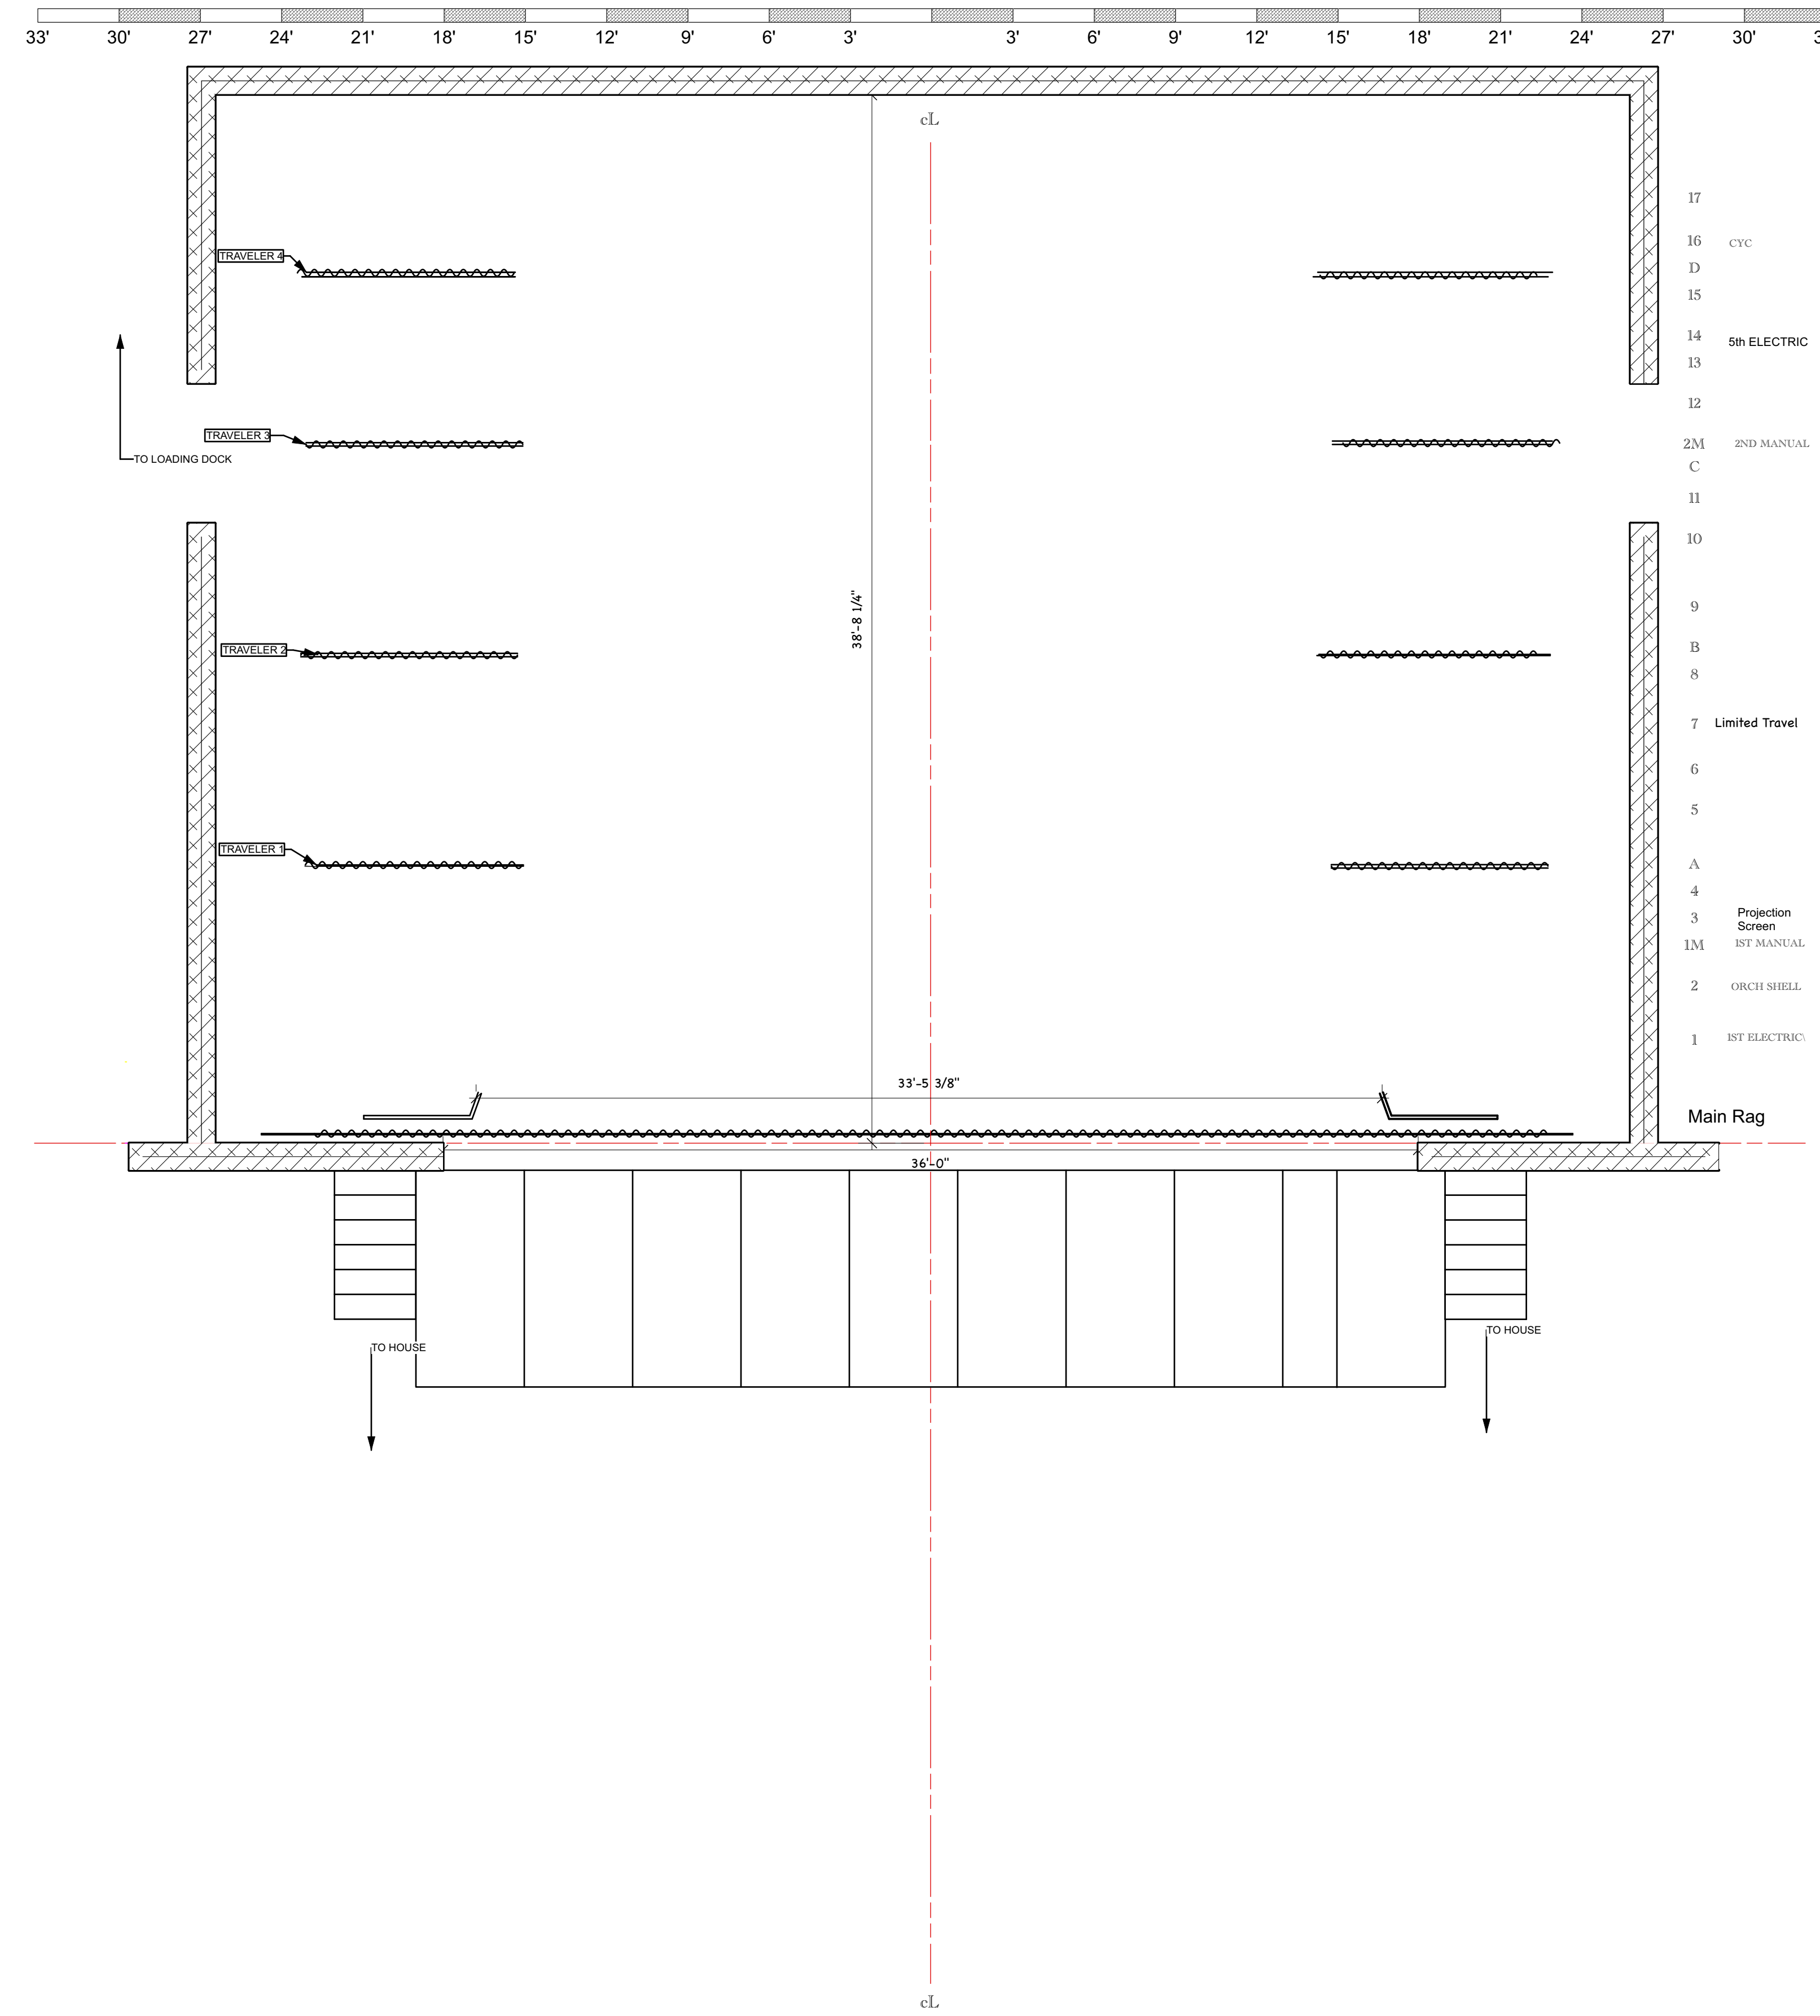 33' 30' 27' 24' 21' 18' 15' 12' 9' 6' 3' 3' 6' 9' 12' 15' 18' 21' 24' 27' 30'
cL
17
16 CYC
TRAVELER 4
D
15
14 5th ELECTRIC
13
12
TRAVELER 3
2M 2ND MANUAL
TO LOADING DOCK
C
11
10
38'-8 1/4"
9
TRAVELER 2
B
8
7 Limited Travel
6
5
TRAVELER 1
A
4
3 Projection
Screen
1M 1ST MANUAL
2 ORCH SHELL
1 1ST ELECTRIC\
33'-5 3/8"
Main Rag
36'-0"
TO HOUSE
TO HOUSE
cL